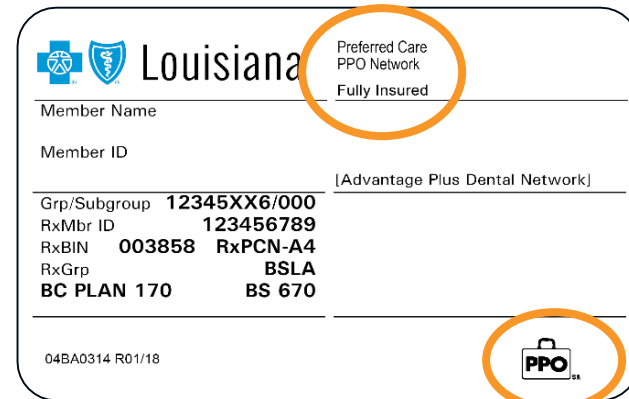 Louisiana
Preferred Care
PPO Network
Fully Insured
Member Name
Member ID
[Advantage Plus Dental Network]
Grp/Subgroup 12345XX6/000
RxMbr ID 123456789
RxBIN 003858 RxPCN-A4
RxGrp BSLA
BC PLAN 170 BS 670
04BA0314 R01/18
PPO